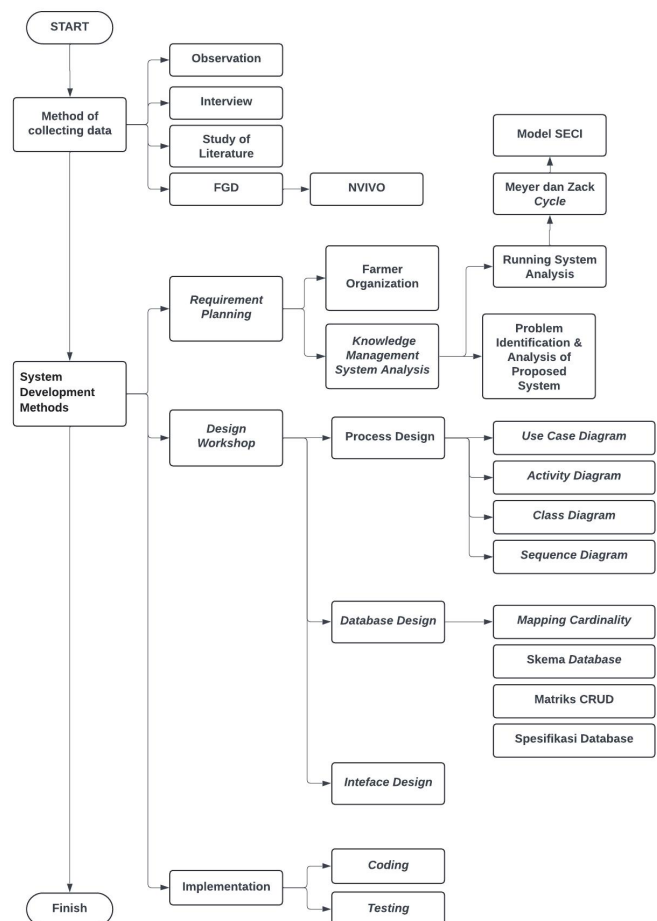 START
Method of
collecting data
Observation
Interview
Study of
Literature
FGD
NVIVO
Model SECI
Meyer dan Zack
Cycle
Running System
Analysis
Requirement
Planning
Farmer
Organization
Knowledge
Management
System Analysis
Problem
Identification &
Analysis of
Proposed
System
System
Development
Methods
Design
Workshop
Process Design
Use Case Diagram
Activity Diagram
Class Diagram
Sequence Diagram
Database Design
Mapping Cardinality
Skema Database
Matriks CRUD
Spesifikasi Database
Inteface Design
Implementation
Coding
Testing
Finish